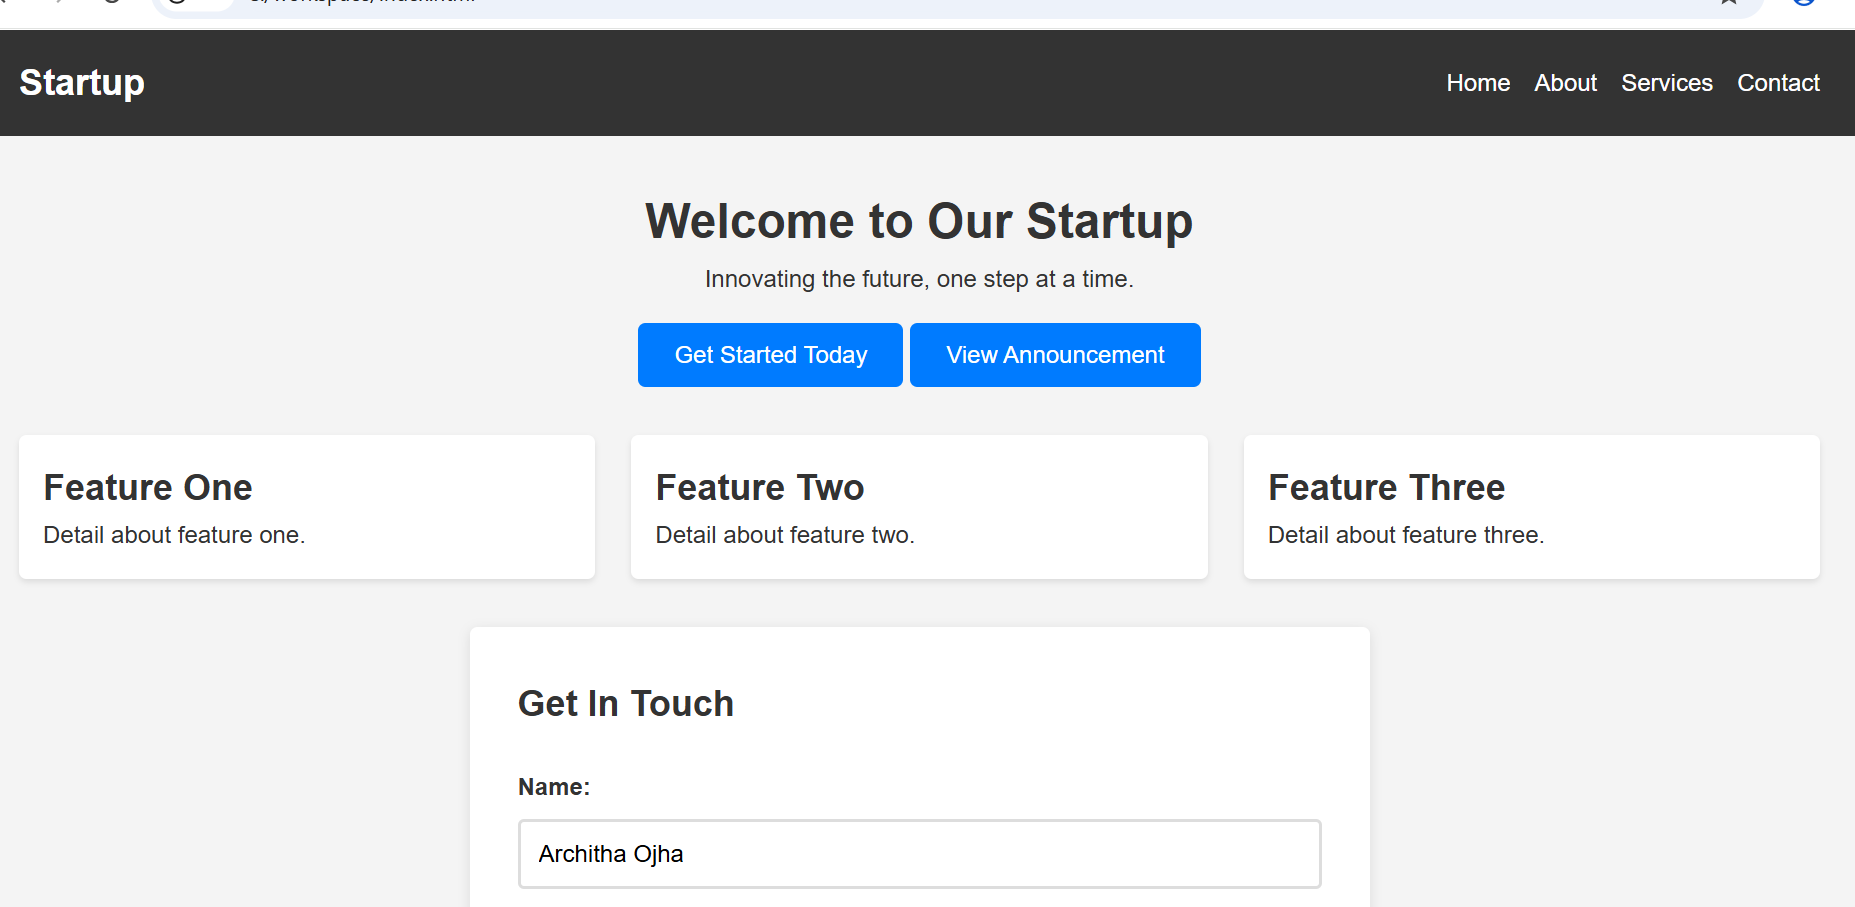 Startup
Home About Services Contact
Welcome to Our Startup
Innovating the future, one step at a time.
Get Started Today View Announcement
Feature One Feature Two Feature Three
Detail about feature one. Detail about feature two. Detail about feature three.
Get In Touch
Name:
Architha Ojha